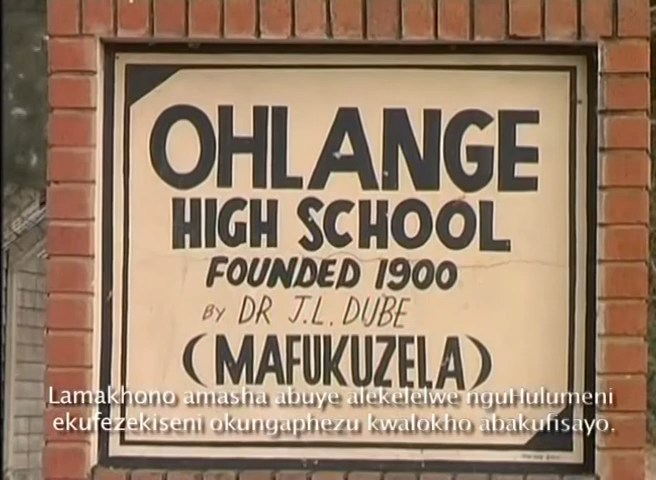 OHLANGE
HIGH SCHOOL
FOUNDED 1900
BY DR J.L. DUBE
(MAFUKUZELA)
Lamakhono amasha abuye alekelelwe nguHulumeni
ekufezekiseni okungaphezu kwalokho abakufisayo.